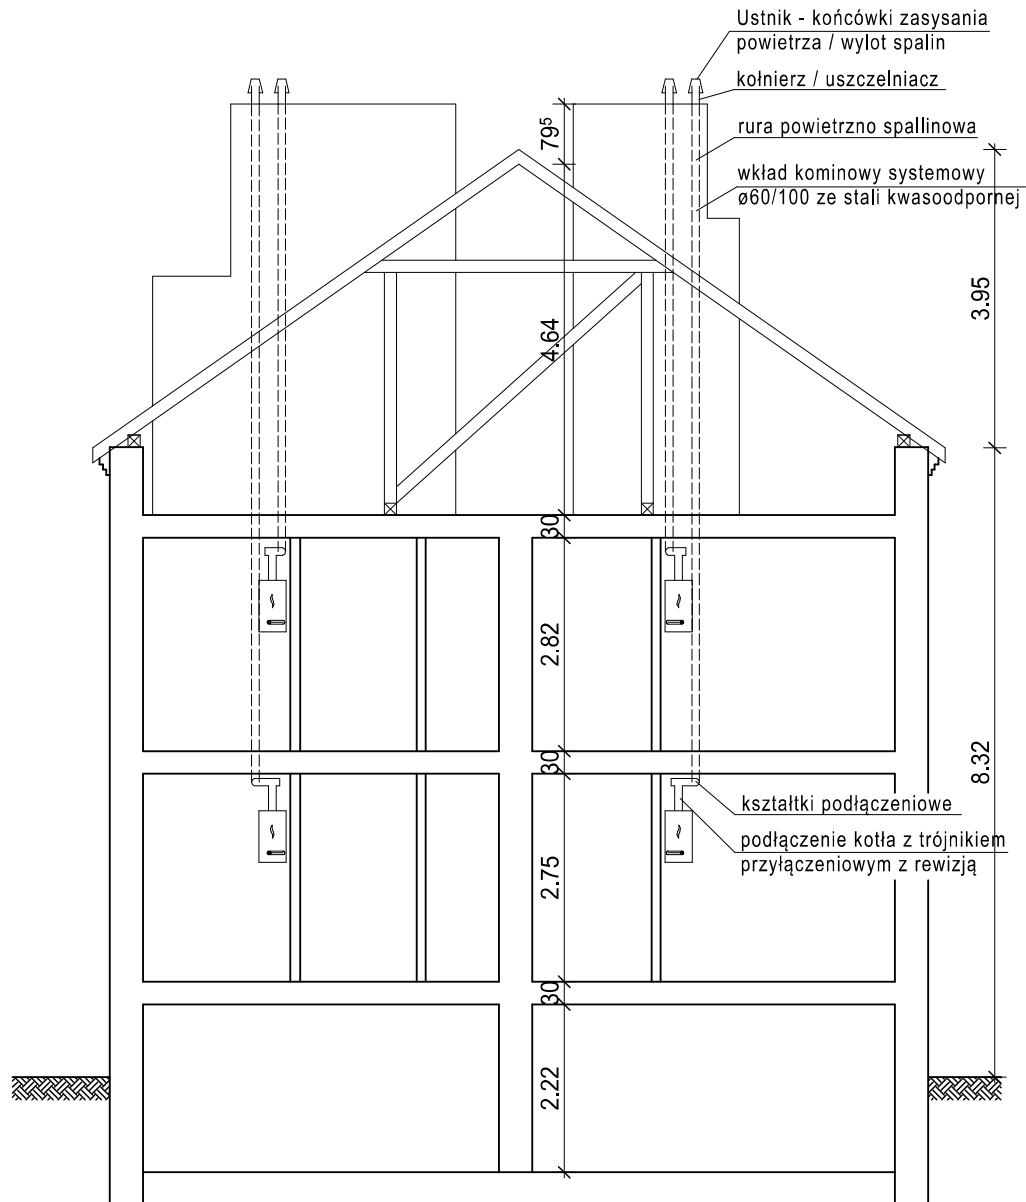 Ustnik - końcówki zasysania
powietrza / wylot spalin
kołnierz / uszczelniacz
rura powietrzno spallinowa
wkład kominowy systemowy
ø60/100 ze stali kwasoodpornej
79⁵
3.95
4.64
30
2.82
30
8.32
kształtki podłączeniowe
podłączenie kotła z trójnikiem
przyłączeniowym z rewizją
2.75
30
2.22